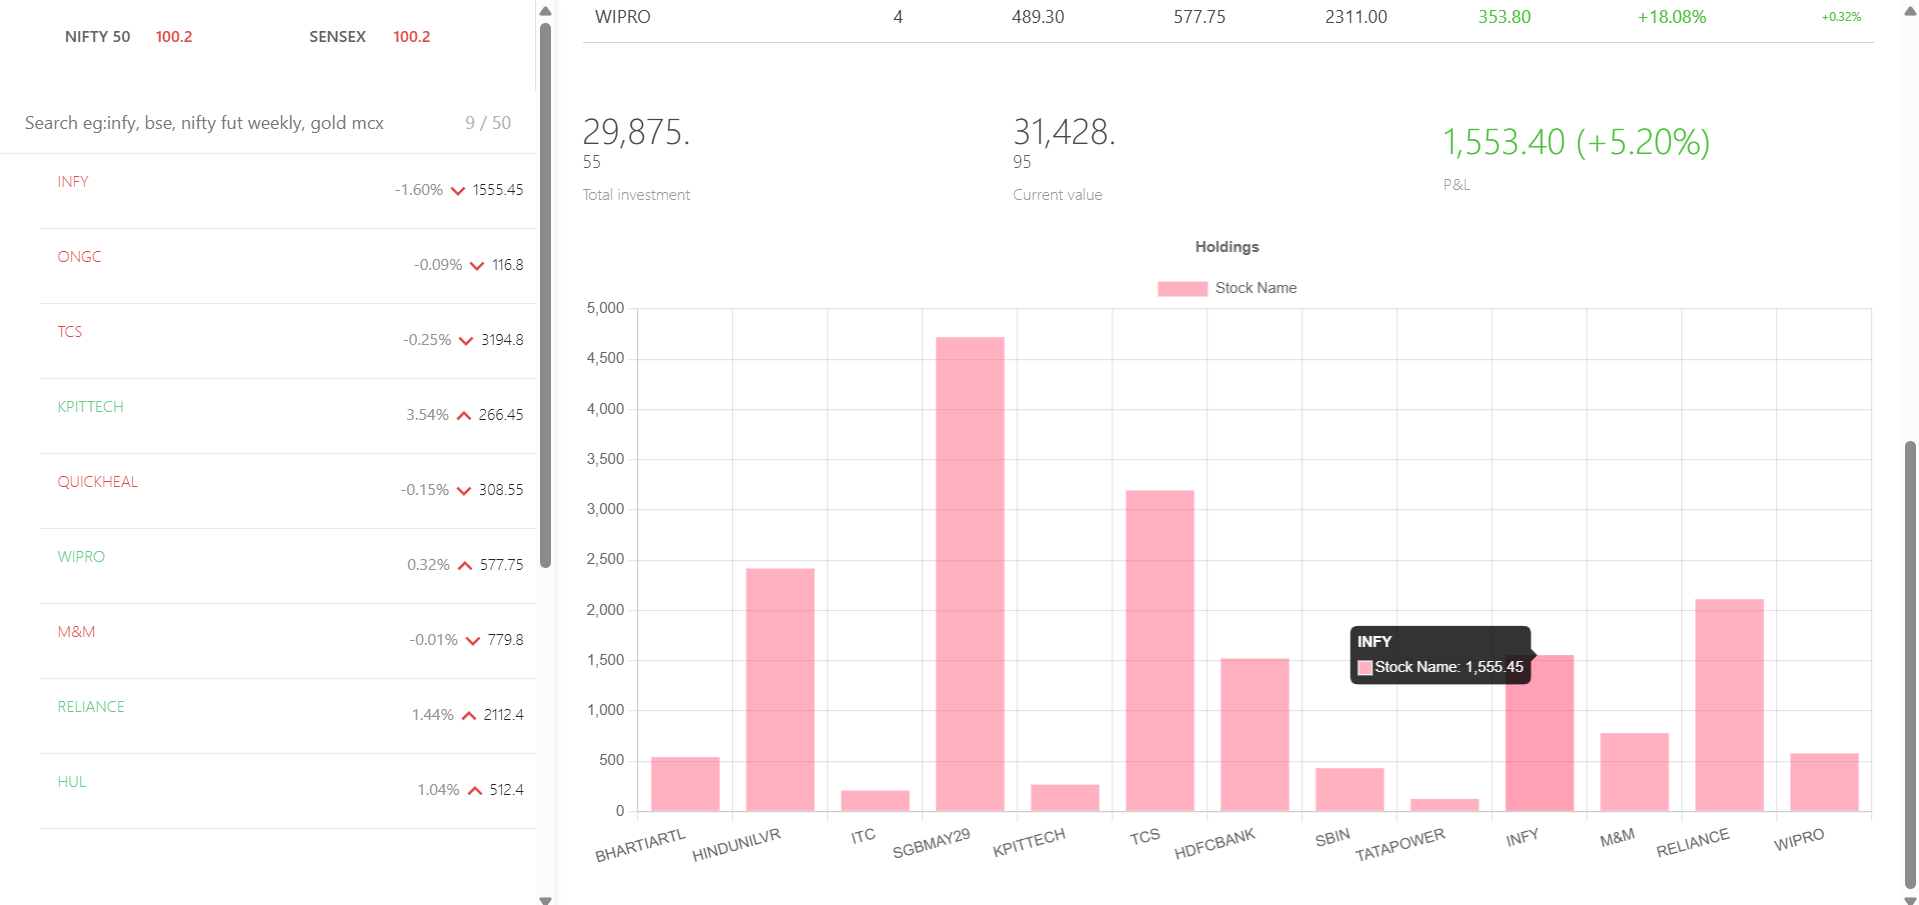 NIFTY 50 100.2 SENSEX 100.2
Search eg:infy, bse, nifty fut weekly, gold mcx 9 / 50
INFY -1.60% 1555.45
ONGC -0.09% 116.8
TCS -0.25% 3194.8
KPITTECH 3.54% 266.45
QUICKHEAL -0.15% 308.55
WIPRO 0.32% 577.75
M&M -0.01% 779.8
RELIANCE 1.44% 2112.4
HUL 1.04% 512.4
WIPRO 4 489.30 577.75 2311.00 353.80 +18.08% +0.32%
29,875.
55
Total investment
31,428.
95
Current value
1,553.40 (+5.20%)
P&L
Holdings
Stock Name
5,000
4,500
4,000
3,500
3,000
2,500
2,000
1,500
1,000
500
0
INFY
Stock Name: 1,555.45
BHARTIARTL HINDUNILVR ITC SGBMAY29 KPITTECH TCS HDFCBANK SBIN TATAPOWER INFY M&M RELIANCE WIPRO